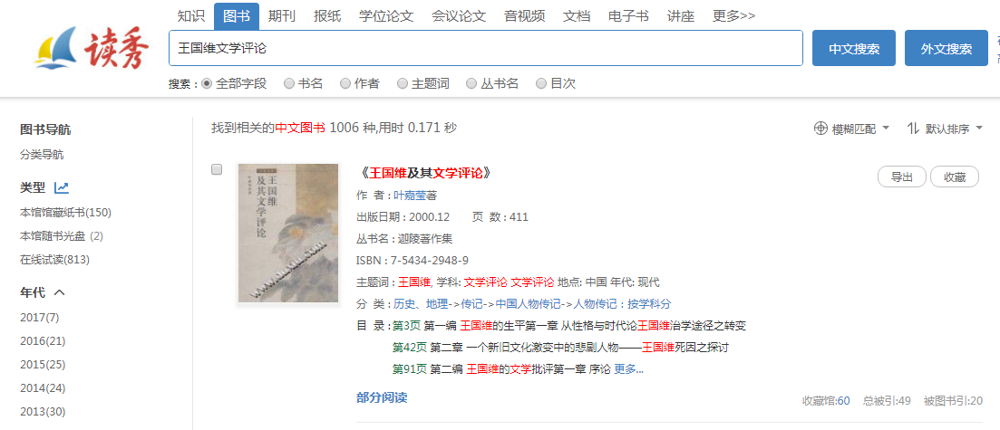 知识 图书 期刊 报纸 学位论文 会议论文 音视频 文档 电子书 讲座 更多>>
读秀
王国维文学评论
中文搜索 外文搜索
搜索: 全部字段 书名 作者 主题词 丛书名 目次
图书导航
分类导航
类型
本馆馆藏纸书(150)
本馆随书光盘 (2)
在线试读(813)
年代
2017(7)
2016(21)
2015(25)
2014(24)
2013(30)
找到相关的中文图书 1006 种,用时 0.171 秒
模糊匹配 默认排序
王国维及其文学评论
《王国维及其文学评论》
导出 收藏
作 者 : 叶嘉莹著
出版日期 : 2000.12 页 数 : 411
丛书名 : 迦陵著作集
ISBN : 7-5434-2948-9
主题词 : 王国维, 学科: 文学评论 文学评论 地点: 中国 年代: 现代
分 类 : 历史、地理->传记->中国人物传记->人物传记：按学科分
目 录 : 第3页 第一编 王国维的生平第一章 从性格与时代论王国维治学途径之转变
第42页 第二章 一个新旧文化激变中的悲剧人物——王国维死因之探讨
第91页 第二编 王国维的文学批评第一章 序论 更多...
部分阅读
收藏馆:60 总被引:49 被图书引:20